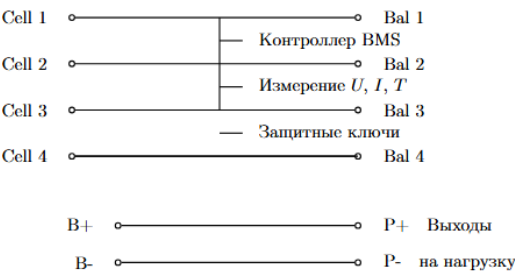 Cell 1 Bal 1
Контроллер BMS
Cell 2 Bal 2
Измерение U, I, T
Cell 3 Bal 3
Защитные ключи
Cell 4 Bal 4
B+ P+ Выходы
B- P- на нагрузку